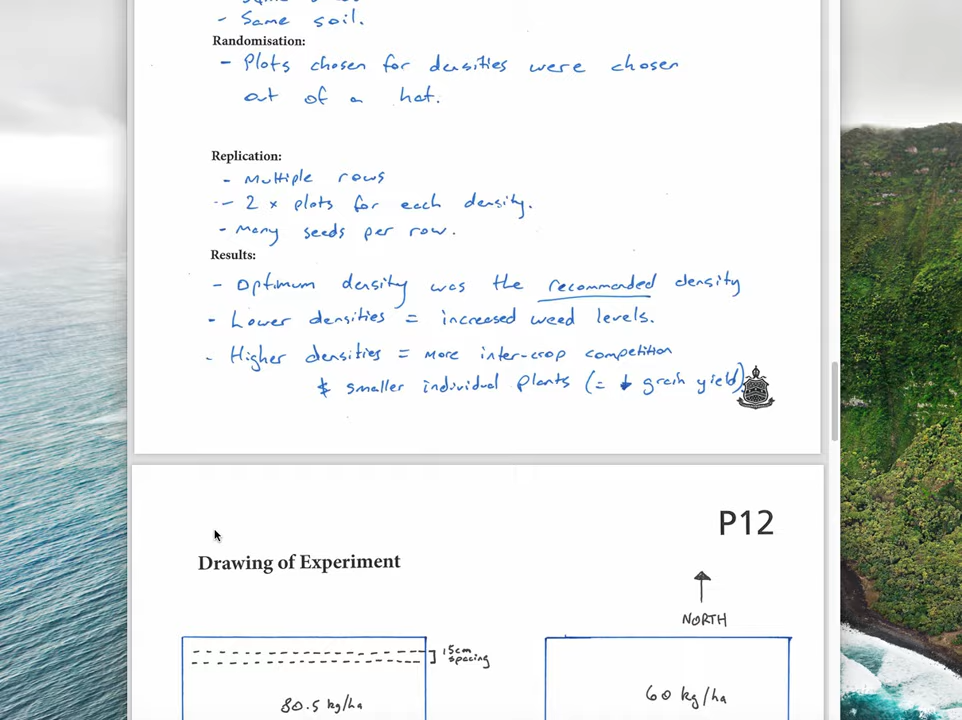 - Same soil.
Randomisation:
- Plots chosen for densities were chosen
out of a hat.
Replication:
- Multiple rows
- 2 x plots for each density.
- Many seeds per row.
Results:
- Optimum density was the recommended density
- Lower densities = increased weed levels.
- Higher densities = More inter-crop competition
& smaller individual plants (= ↓ grain yield)
P12
Drawing of Experiment
NORTH
15cm
spacing
80.5 kg/ha
60 kg/ha